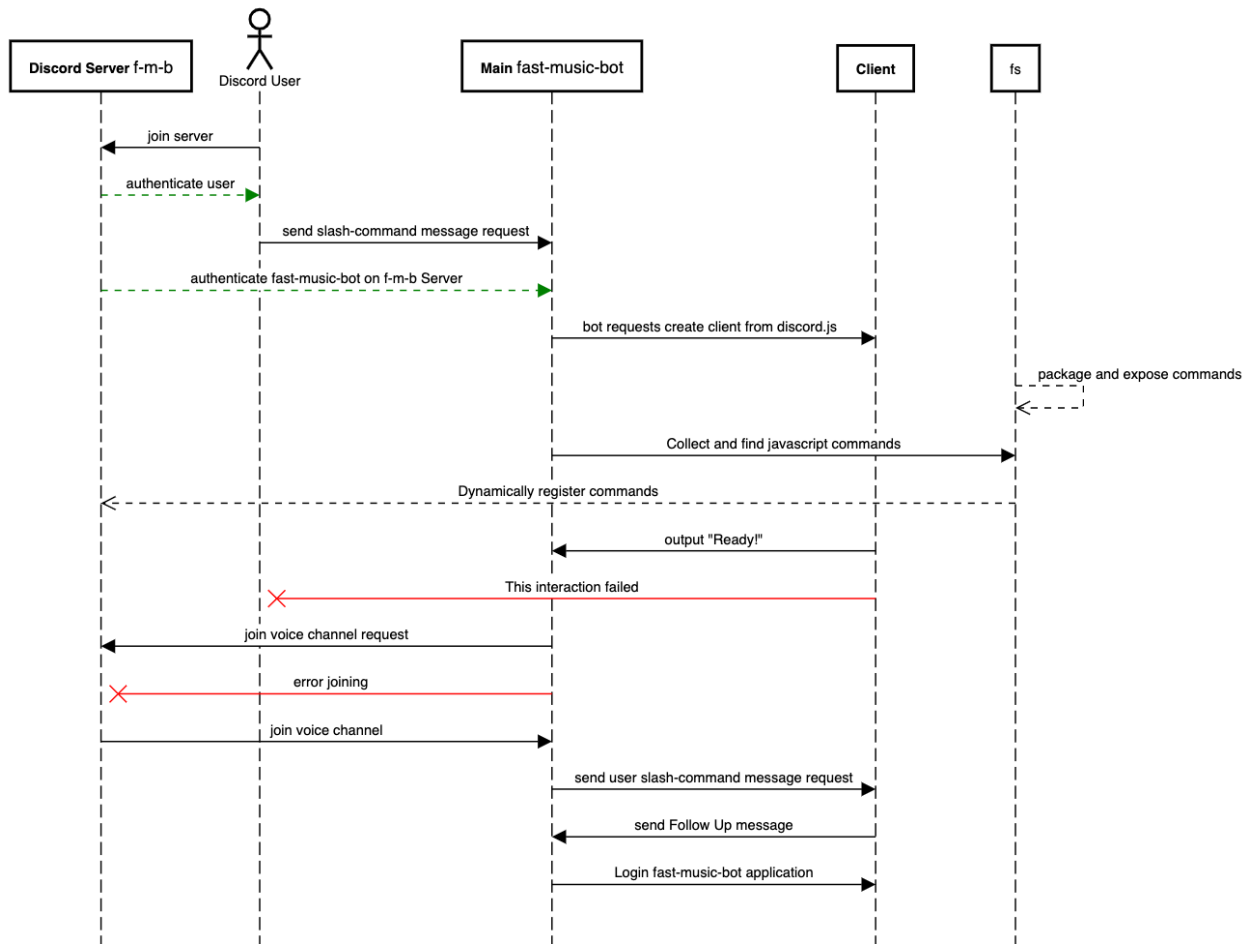 Discord Server f-m-b
Discord User
Main fast-music-bot
Client
fs
join server
authenticate user
send slash-command message request
authenticate fast-music-bot on f-m-b Server
bot requests create client from discord.js
package and expose commands
Collect and find javascript commands
Dynamically register commands
output "Ready!"
This interaction failed
join voice channel request
error joining
join voice channel
send user slash-command message request
send Follow Up message
Login fast-music-bot application